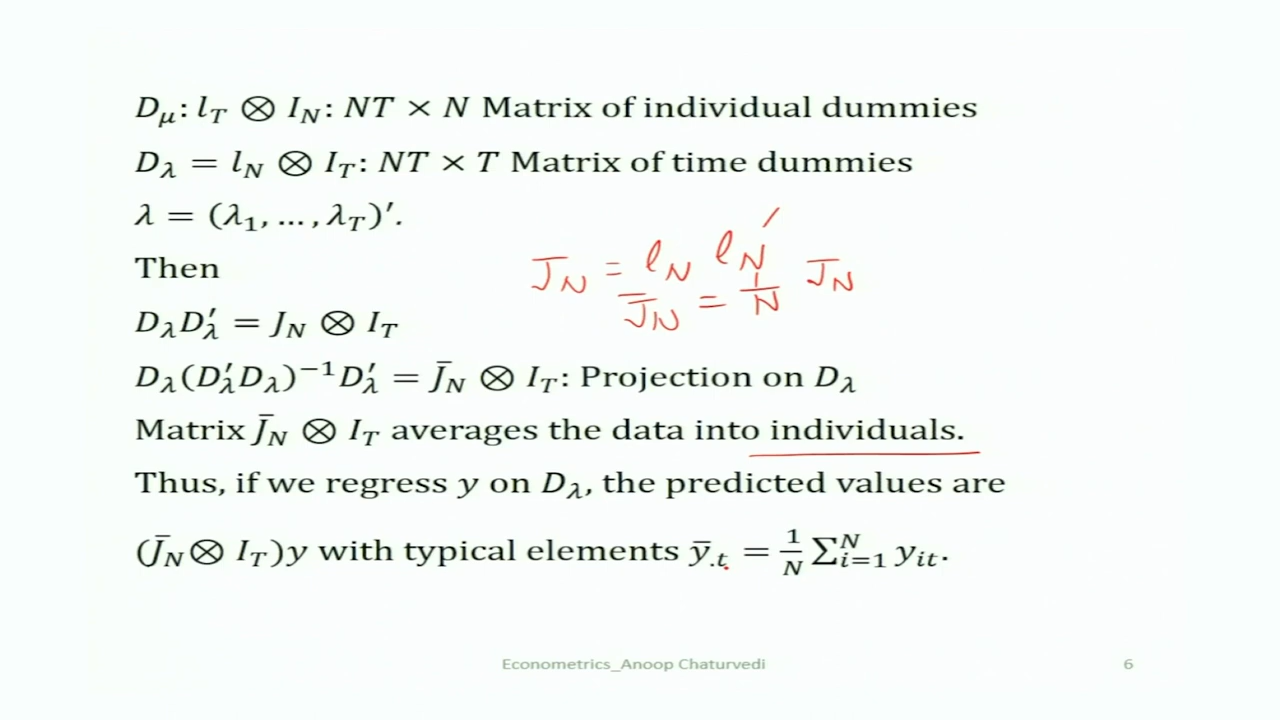 D_μ: l_T ⊗ I_N: NT × N Matrix of individual dummies
D_λ = l_N ⊗ I_T: NT × T Matrix of time dummies
λ = (λ_1, … , λ_T)′.
Then
J_N = l_N l_N′
J̄_N = 1/N J_N
D_λD_λ′ = J_N ⊗ I_T
D_λ(D_λ′D_λ)⁻¹D_λ′ = J̄_N ⊗ I_T: Projection on D_λ
Matrix J̄_N ⊗ I_T averages the data into individuals.
Thus, if we regress y on D_λ, the predicted values are
(J̄_N⊗ I_T)y with typical elements ȳ_.t = 1/N Σ_{i=1}^N y_it.
Econometrics_Anoop Chaturvedi 6